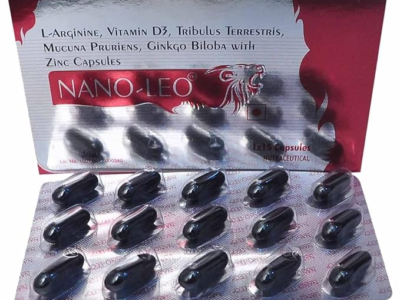 L-Arginine, Vitamin D3, Tribulus Terrestris,
Mucuna Pruriens, Ginkgo Biloba with
Zinc Capsules
NANO-LEO®
1x15 Capsules
NUTRACEUTICAL